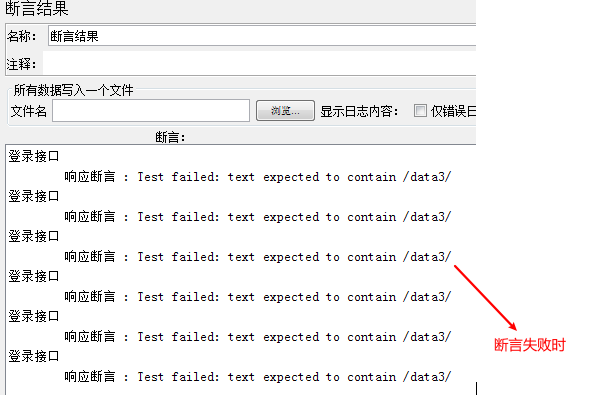 断言结果
名称： 断言结果
注释：
所有数据写入一个文件
文件名 浏览... 显示日志内容： 仅错误日
断言：
登录接口
响应断言 : Test failed: text expected to contain /data3/
登录接口
响应断言 : Test failed: text expected to contain /data3/
登录接口
响应断言 : Test failed: text expected to contain /data3/
登录接口
响应断言 : Test failed: text expected to contain /data3/
登录接口
响应断言 : Test failed: text expected to contain /data3/
登录接口
响应断言 : Test failed: text expected to contain /data3/
断言失败时